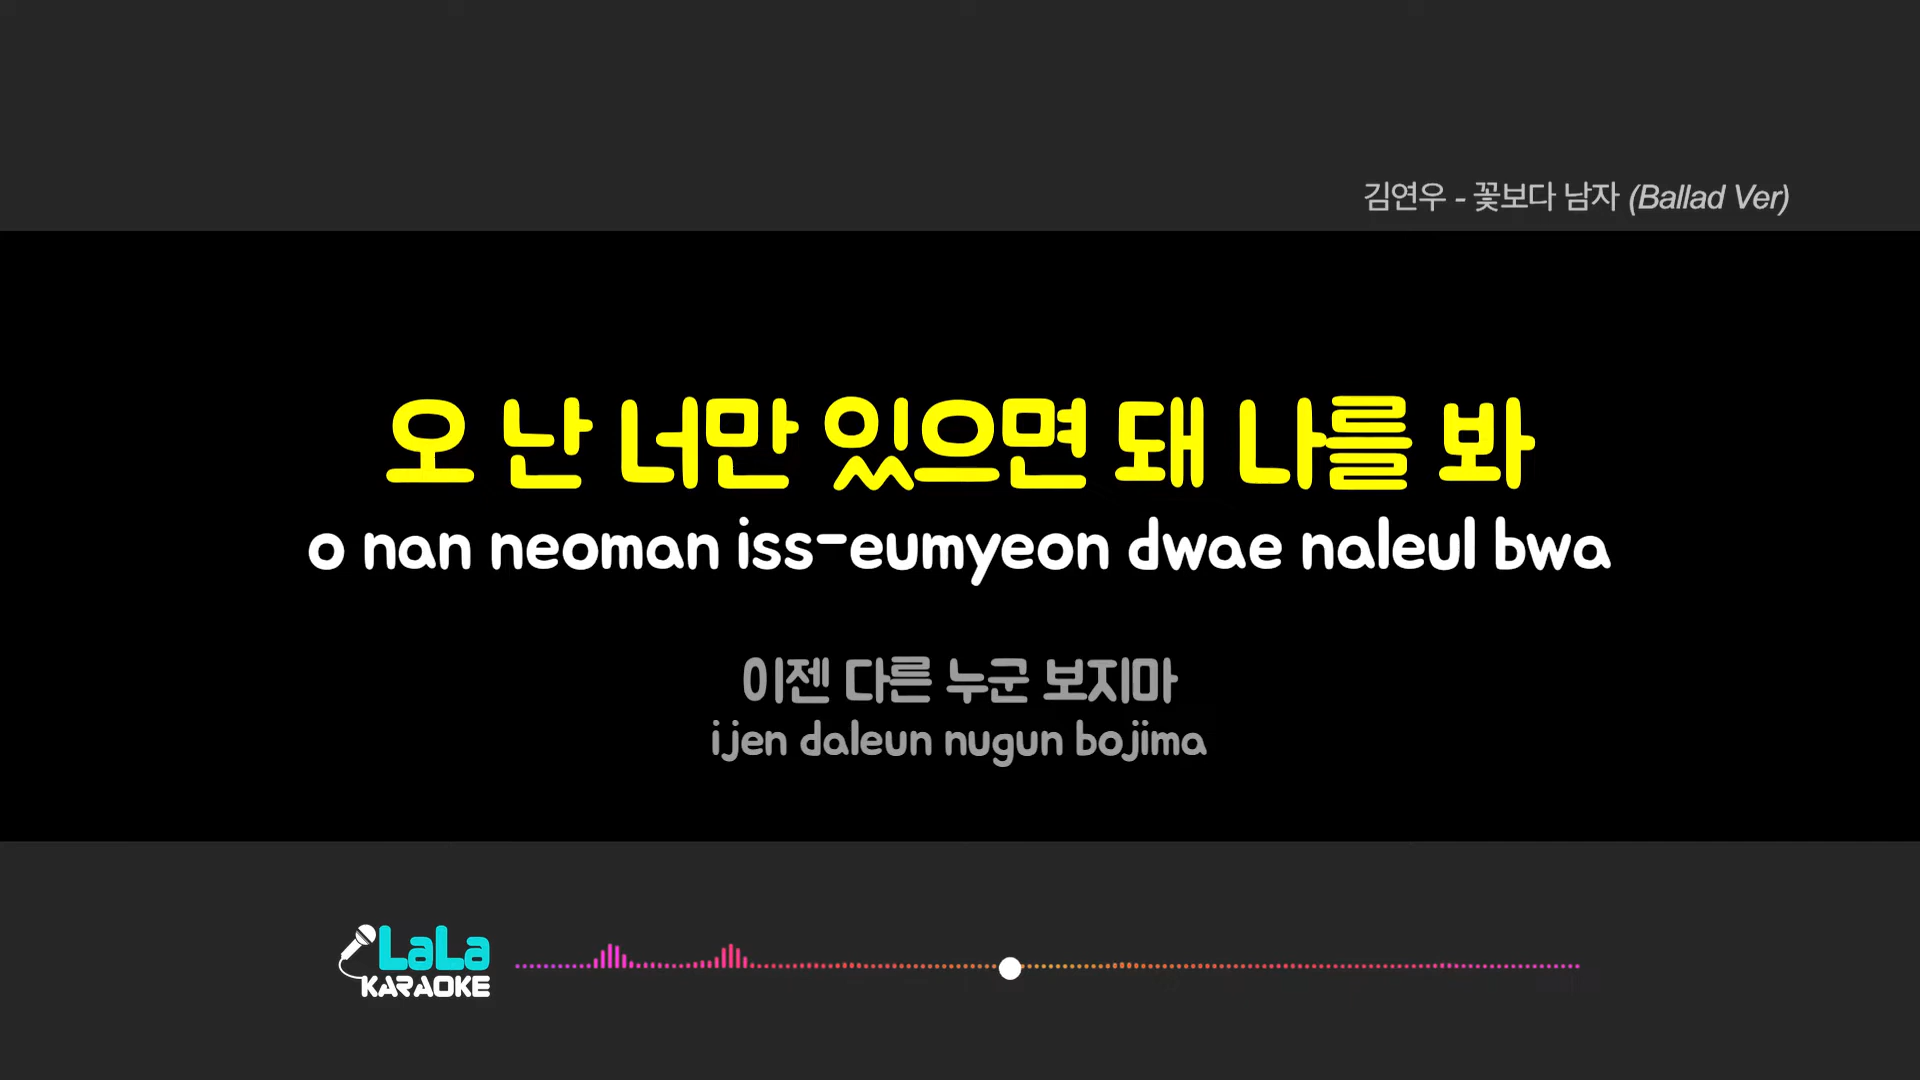 김연우 - 꽃보다 남자 (Ballad Ver)
오 난 너만 있으면 돼 나를 봐
o nan neoman iss-eumyeon dwae naleul bwa
이젠 다른 누군 보지마
ijen daleun nugun bojima
LaLa
KARAOKE